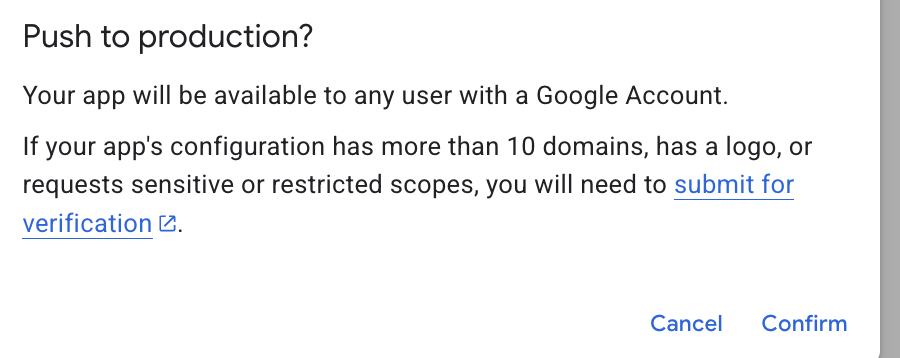 Push to production?
Your app will be available to any user with a Google Account.
If your app's configuration has more than 10 domains, has a logo, or
requests sensitive or restricted scopes, you will need to submit for
verification.
Cancel Confirm